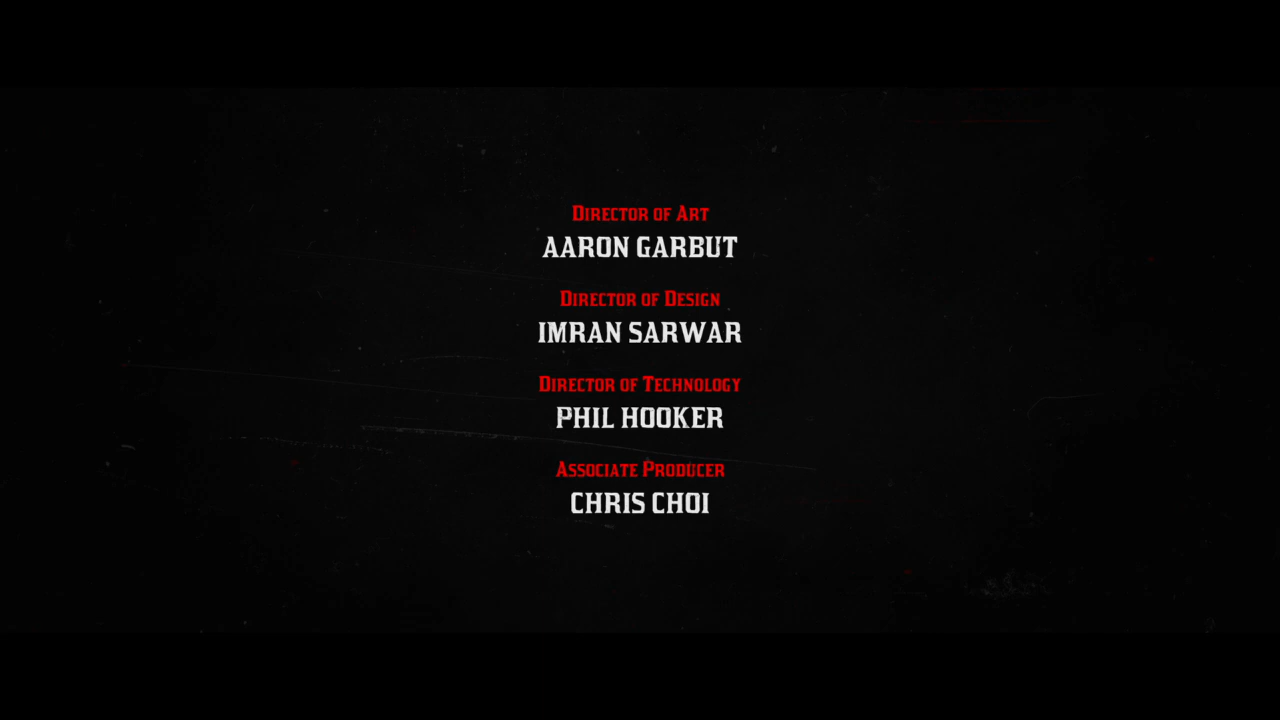 Director of Art
AARON GARBUT
Director of Design
IMRAN SARWAR
Director of Technology
PHIL HOOKER
Associate Producer
CHRIS CHOI